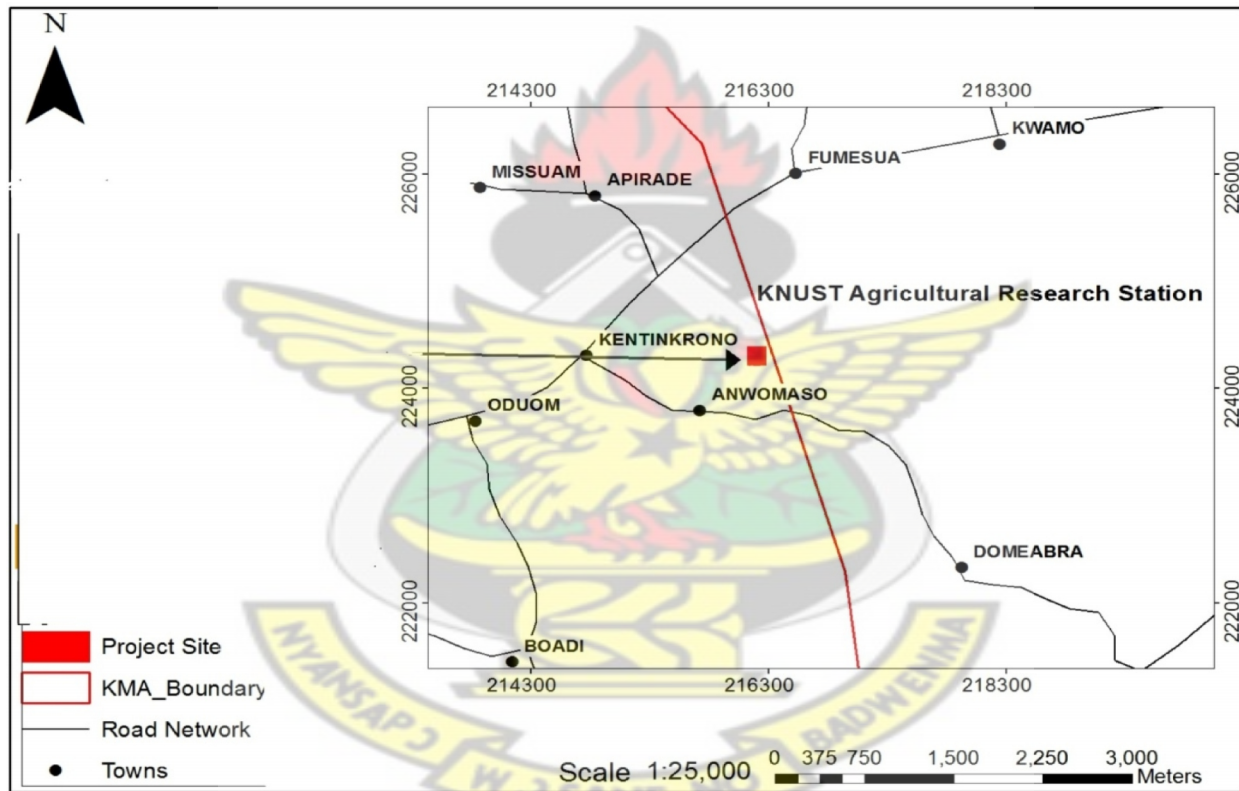 N
214300 216300 218300
KWAMO
FUMESUA
MISSUAM
APIRADE
226000 226000
KNUST Agricultural Research Station
KENTINKRONO
ANWOMASO
ODUOM
224000 224000
DOMEABRA
222000 222000
BOADI
214300 216300 218300
Project Site
KMA_Boundary
Road Network
Towns
NYANSAPƆ
BADWENMA
Scale 1:25,000
0 375 750 1,500 2,250 3,000
Meters